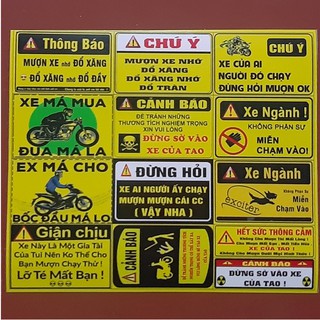 Thông Báo
MƯỢN XE nhớ ĐỔ XĂNG
ĐỔ XĂNG nhớ ĐỔ ĐẦY
CHÚ Ý
MƯỢN XE NHỚ
ĐỔ XĂNG
ĐỔ XĂNG NHỚ
ĐỔ TRÀN
CHÚ Ý
XE CỦA AI
NGƯỜI ĐÓ CHẠY
ĐỪNG HỎI MƯỢN OK
XE MÁ MUA
ĐUA MÁ LA
CẢNH BÁO
ĐỂ TRÁNH NHỮNG
THƯƠNG TÍCH NGHIÊM TRỌNG
XIN VUI LÒNG
ĐỪNG SỜ VÀO
XE CỦA TAO
Xe Ngành !
KHÔNG PHẬN SỰ
MIỄN
CHẠM VÀO!
EX MÁ CHO
BỐC ĐẦU MÁ LO
ĐỪNG HỎI
XE AI NGƯỜI ẤY CHẠY
MƯỢN MƯỢN CÁI CC
( VẬY NHA )
Xe Ngành
Không Phận Sự
Miễn
Chạm Vào
exciter
Giận chịu
Xe Này Là Một Gia Tài
Của Tui Nên Ko Thể Cho
Bạn Mượn Chạy Thử !
Lỡ Té Mất Bạn !
CẢNH BÁO
HẾT SỨC THÔNG CẢM
CẢNH BÁO
ĐỪNG SỜ VÀO XE
CỦA TAO !